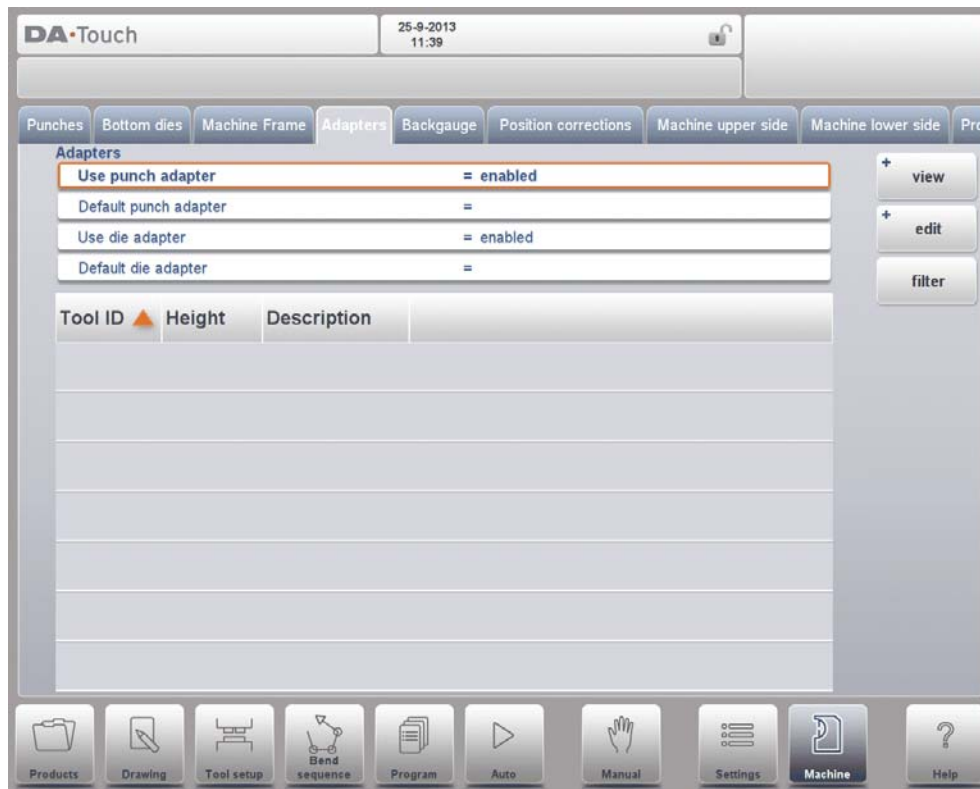 DA·Touch
25-9-2013
11:39
Punches Bottom dies Machine Frame Adapters Backgauge Position corrections Machine upper side Machine lower side
Adapters
Use punch adapter = enabled
Default punch adapter =
Use die adapter = enabled
Default die adapter =
+ view
+ edit
filter
Tool ID Height Description
Products Drawing Tool setup Bend sequence Program Auto Manual Settings Machine Help